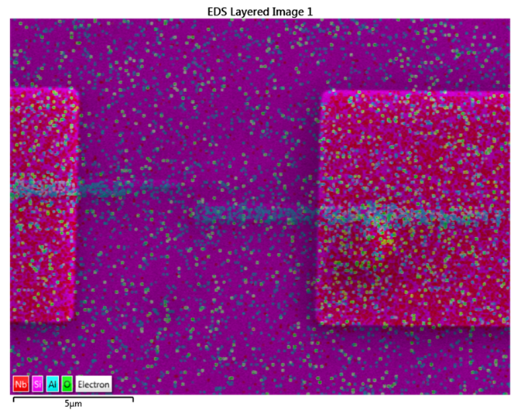 EDS Layered Image 1
Nb Si Al O Electron
5μm